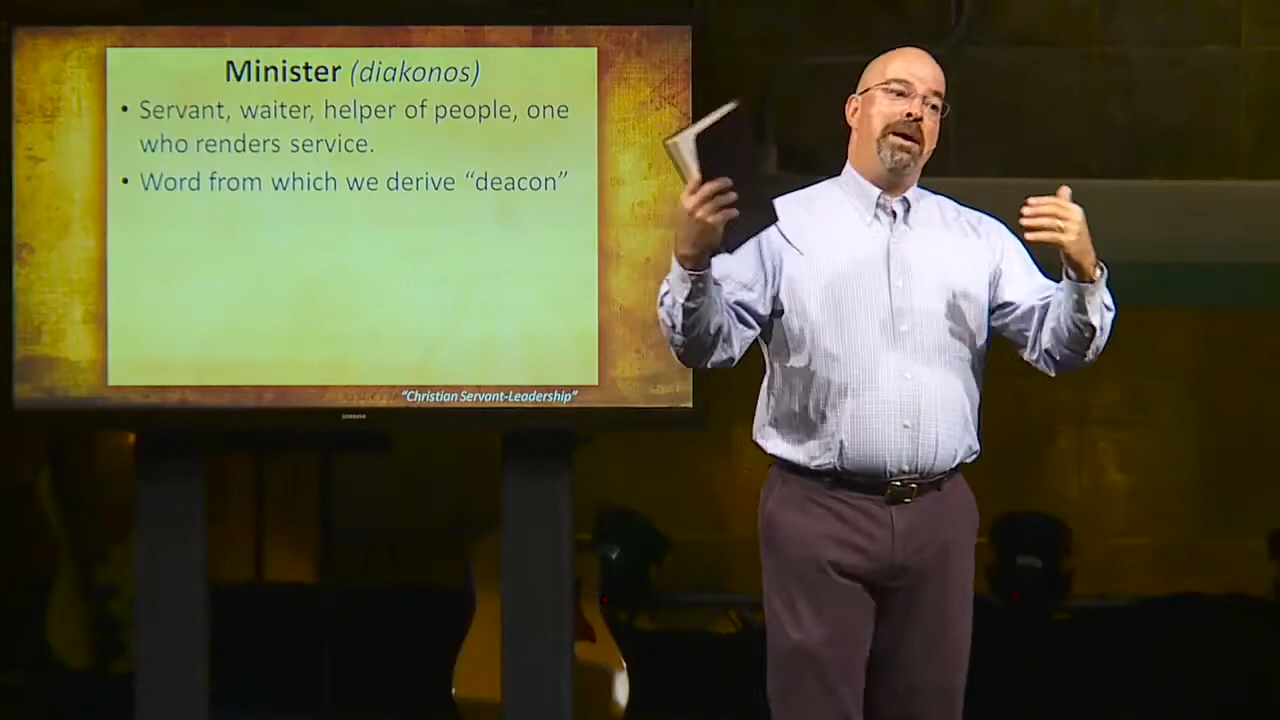 Minister (diakonos)
• Servant, waiter, helper of people, one
who renders service.
• Word from which we derive “deacon”
“Christian Servant-Leadership”
SAMSUNG